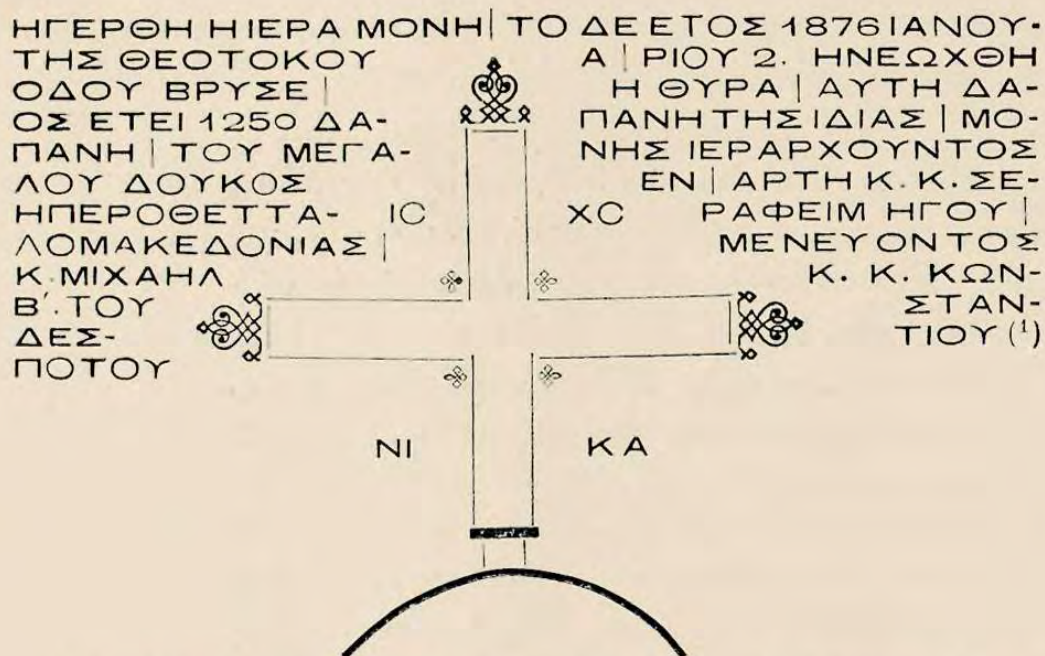 ΗΓΕΡΘΗ Η ΙΕΡΑ ΜΟΝΗ|
ΤΗΣ ΘΕΟΤΟΚΟΥ
ΟΔΟΥ ΒΡΥΣΕ|
ΟΣ ΕΤΕΙ 1250 ΔΑ-
ΠΑΝΗ|ΤΟΥ ΜΕΓΑ-
ΛΟΥ ΔΟΥΚΟΣ
ΗΠΕΡΟΘΕΤΤΑ-
ΛΟΜΑΚΕΔΟΝΙΑΣ|
Κ·ΜΙΧΑΗΛ
Β΄. ΤΟΥ
ΔΕΣ-
ΠΟΤΟΥ
ΤΟ ΔΕ ΕΤΟΣ 1876 ΙΑΝΟΥ-
Α|ΡΙΟΥ 2. ΗΝΕΩΧΘΗ
Η ΘΥΡΑ|ΑΥΤΗ ΔΑ-
ΠΑΝΗ ΤΗΣ ΙΔΙΑΣ|ΜΟ-
ΝΗΣ ΙΕΡΑΡΧΟΥΝΤΟΣ
ΕΝ|ΑΡΤΗ Κ. Κ. ΣΕ-
ΡΑΦΕΙΜ ΗΓΟΥ|
ΜΕΝΕΥΟΝΤΟΣ
Κ. Κ. ΚΩΝ-
ΣΤΑΝ-
ΤΙΟΥ (¹)
ΙC ΧC
ΝΙ ΚΑ